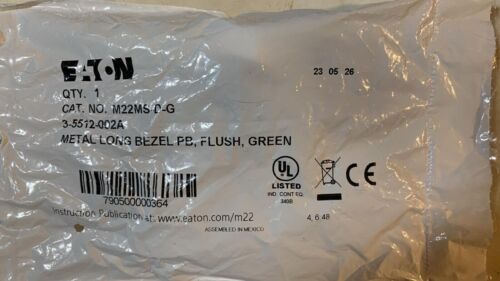 EATON
23 05 26
QTY. 1
CAT. NO. M22MS-D-G
3-5512-002A
METAL LONG BEZEL PB, FLUSH, GREEN
UL
LISTED
IND. CONT. EQ.
340B
CE
790500000364
4, 6.48
Instruction Publication at: www.eaton.com/m22
ASSEMBLED IN MEXICO